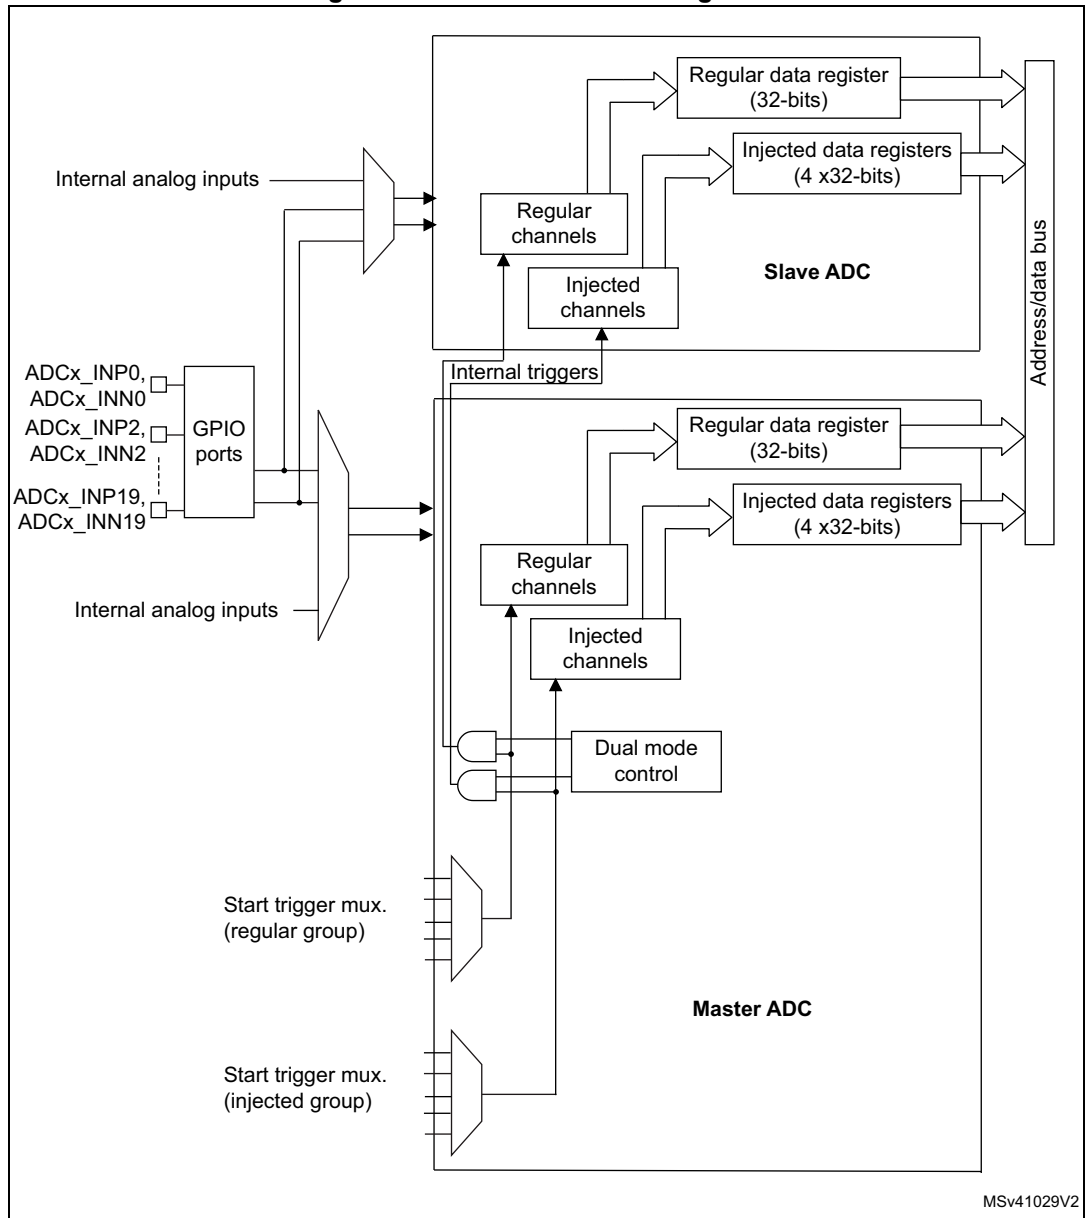 Regular data register
(32-bits)
Injected data registers
(4 x32-bits)
Internal analog inputs
Regular
channels
Slave ADC
Injected
channels
Address/data bus
Internal triggers
ADCx_INP0,
ADCx_INN0
ADCx_INP2,
ADCx_INN2
ADCx_INP19,
ADCx_INN19
GPIO
ports
Regular data register
(32-bits)
Injected data registers
(4 x32-bits)
Regular
channels
Internal analog inputs
Injected
channels
Dual mode
control
Start trigger mux.
(regular group)
Master ADC
Start trigger mux.
(injected group)
MSv41029V2